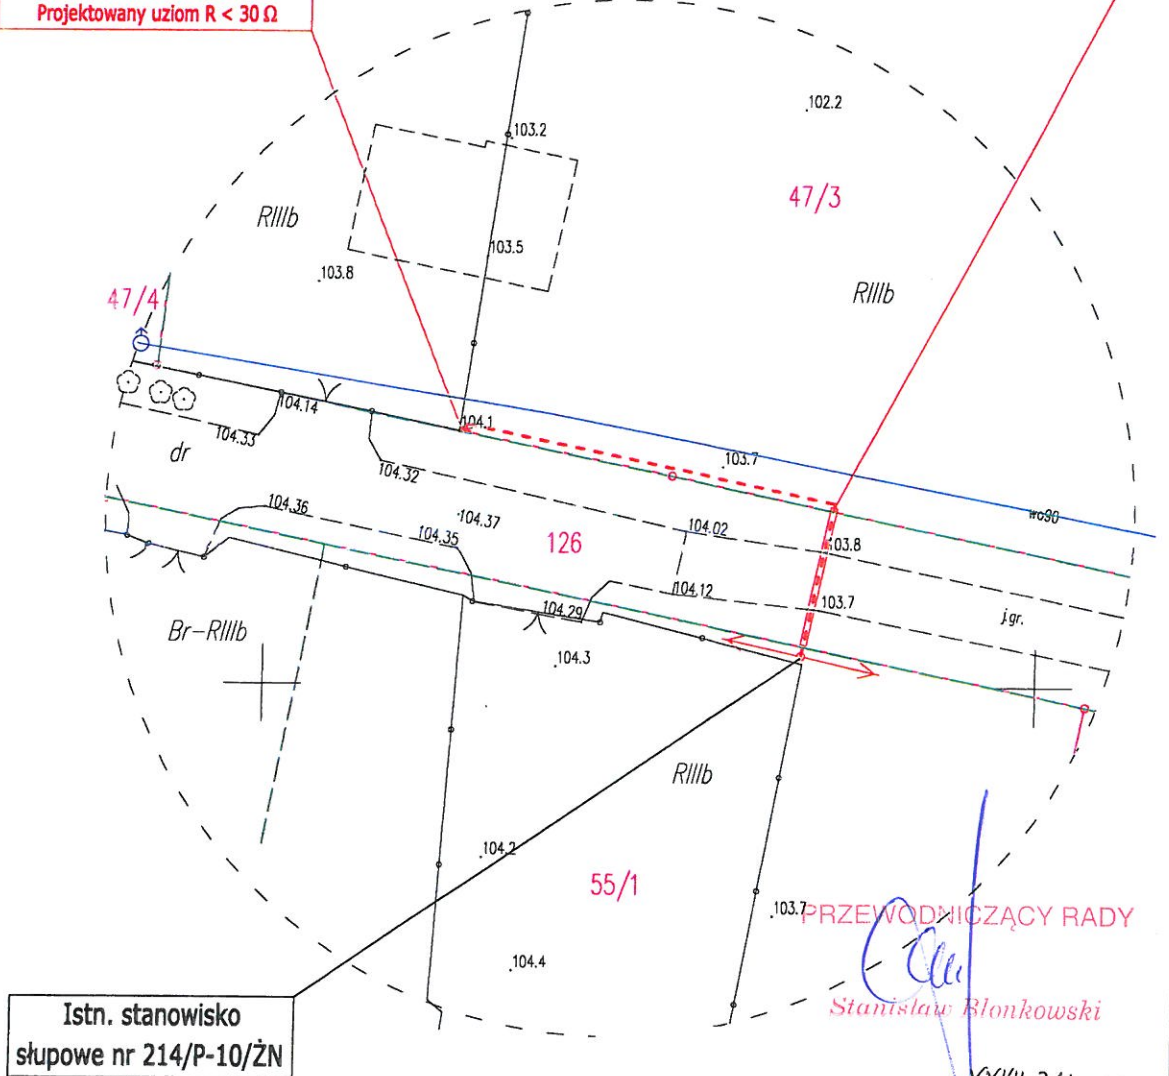 Projektowany uziom R < 30 Ω
102.2
103.2
47/3
RIIIb
103.5
103.8
RIIIb
47/4
104.14
104.1
104.33
dr
103.7
104.32
104.36
wo90
104.37
104.02
104.35
126
103.8
104.12
103.7
j.gr.
104.29
Br-RIIIb
104.3
RIIIb
104.2
55/1
103.7
PRZEWODNICZĄCY RADY
104.4
Stanisław Błonkowski
Istn. stanowisko
słupowe nr 214/P-10/ŻN